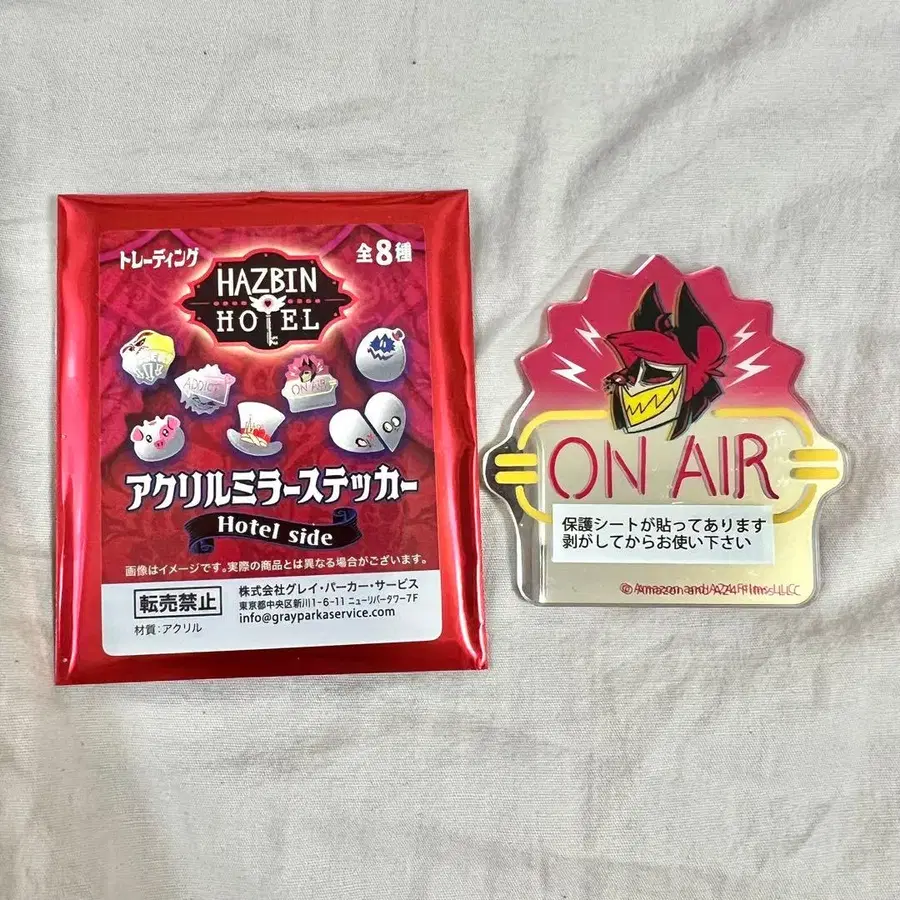 トレーディング
全8種
HAZBIN
HOTEL
ADDICT
ON AIR
アクリルミラーステッカー
Hotel side
画像はイメージです。実際の商品とは異なる場合がございます。
転売禁止
材質：アクリル
株式会社グレイ・パーカー・サービス
東京都中央区新川1-6-11 ニューリバータワー7F
info@grayparkaservice.com
ON AIR
保護シートが貼ってあります
剥がしてからお使い下さい
© Amazon and A24 Films LLC